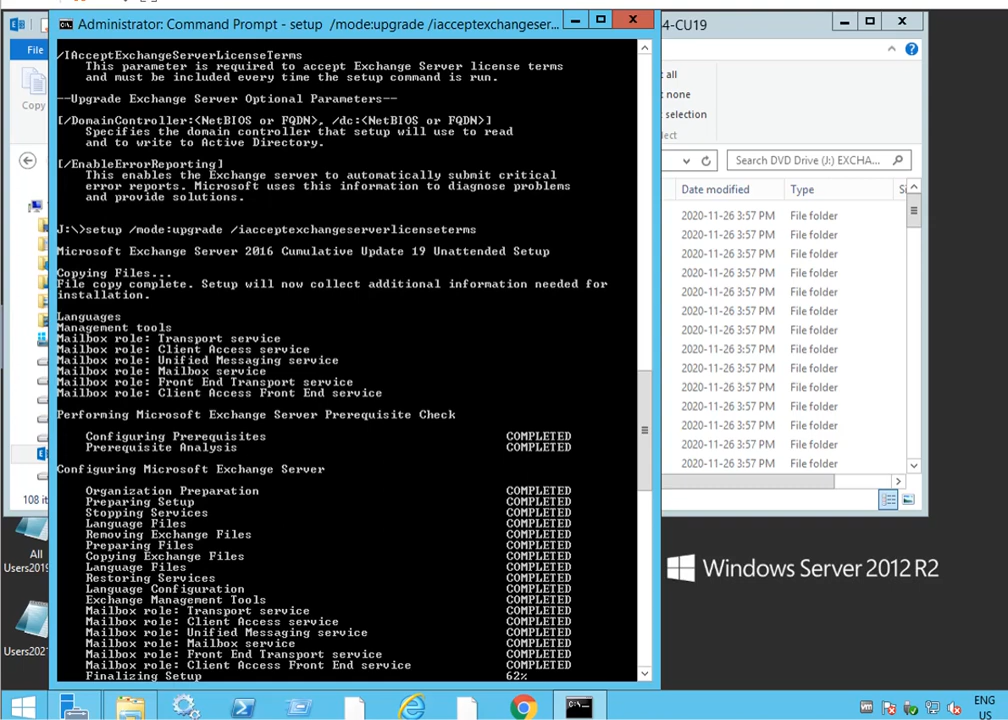 Administrator: Command Prompt - setup /mode:upgrade /iacceptexchangeser...
4-CU19
File
Copy
all
none
selection
ect
Search DVD Drive (J:) EXCHA...
Date modified
Type
Si
/IAcceptExchangeServerLicenseTerms
This parameter is required to accept Exchange Server license terms
and must be included every time the setup command is run.
--Upgrade Exchange Server Optional Parameters--
[/DomainController:<NetBIOS or FQDN>, /dc:<NetBIOS or FQDN>]
Specifies the domain controller that setup will use to read
and to write to Active Directory.
[/EnableErrorReporting]
This enables the Exchange server to automatically submit critical
error reports. Microsoft uses this information to diagnose problems
and provide solutions.
J:\>setup /mode:upgrade /iacceptexchangeserverlicenseterms
Microsoft Exchange Server 2016 Cumulative Update 19 Unattended Setup
Copying Files...
File copy complete. Setup will now collect additional information needed for
installation.
Languages
Management tools
Mailbox role: Transport service
Mailbox role: Client Access service
Mailbox role: Unified Messaging service
Mailbox role: Mailbox service
Mailbox role: Front End Transport service
Mailbox role: Client Access Front End service
Performing Microsoft Exchange Server Prerequisite Check
Configuring Prerequisites COMPLETED
Prerequisite Analysis COMPLETED
Configuring Microsoft Exchange Server
Organization Preparation COMPLETED
Preparing Setup COMPLETED
Stopping Services COMPLETED
Language Files COMPLETED
Removing Exchange Files COMPLETED
Preparing Files COMPLETED
Copying Exchange Files COMPLETED
Language Files COMPLETED
Restoring Services COMPLETED
Language Configuration COMPLETED
Exchange Management Tools COMPLETED
Mailbox role: Transport service COMPLETED
Mailbox role: Client Access service COMPLETED
Mailbox role: Unified Messaging service COMPLETED
Mailbox role: Mailbox service COMPLETED
Mailbox role: Front End Transport service COMPLETED
Mailbox role: Client Access Front End service COMPLETED
Finalizing Setup 62%
2020-11-26 3:57 PM File folder
2020-11-26 3:57 PM File folder
2020-11-26 3:57 PM File folder
2020-11-26 3:57 PM File folder
2020-11-26 3:57 PM File folder
2020-11-26 3:57 PM File folder
2020-11-26 3:57 PM File folder
2020-11-26 3:57 PM File folder
2020-11-26 3:57 PM File folder
2020-11-26 3:57 PM File folder
2020-11-26 3:57 PM File folder
2020-11-26 3:57 PM File folder
2020-11-26 3:57 PM File folder
2020-11-26 3:57 PM File folder
108 it
All
Users2019
Users202
Windows Server 2012 R2
ENG
US